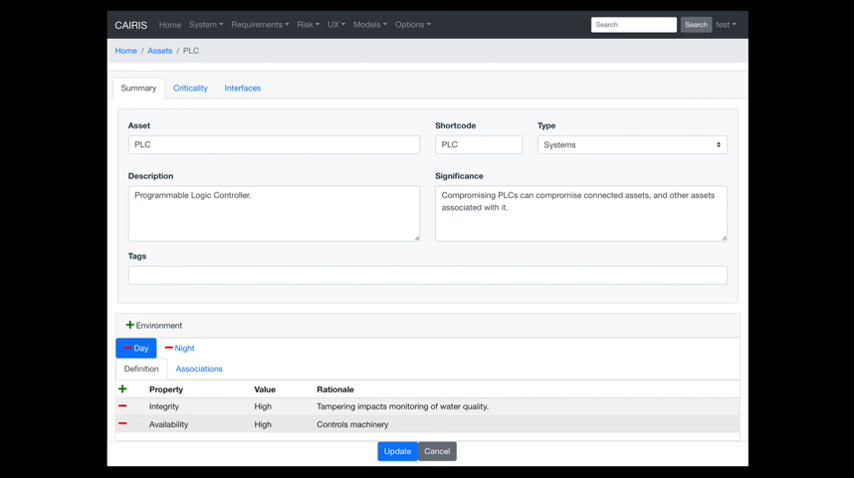 CAIRIS Home System Requirements Risk UX Models Options Search Search test
Home / Assets / PLC
Summary Criticality Interfaces
Asset Shortcode Type
PLC PLC Systems
Description Significance
Programmable Logic Controller. Compromising PLCs can compromise connected assets, and other assets
associated with it.
Tags
Environment
Day Night
Definition Associations
Property Value Rationale
Integrity High Tampering impacts monitoring of water quality.
Availability High Controls machinery
Update Cancel